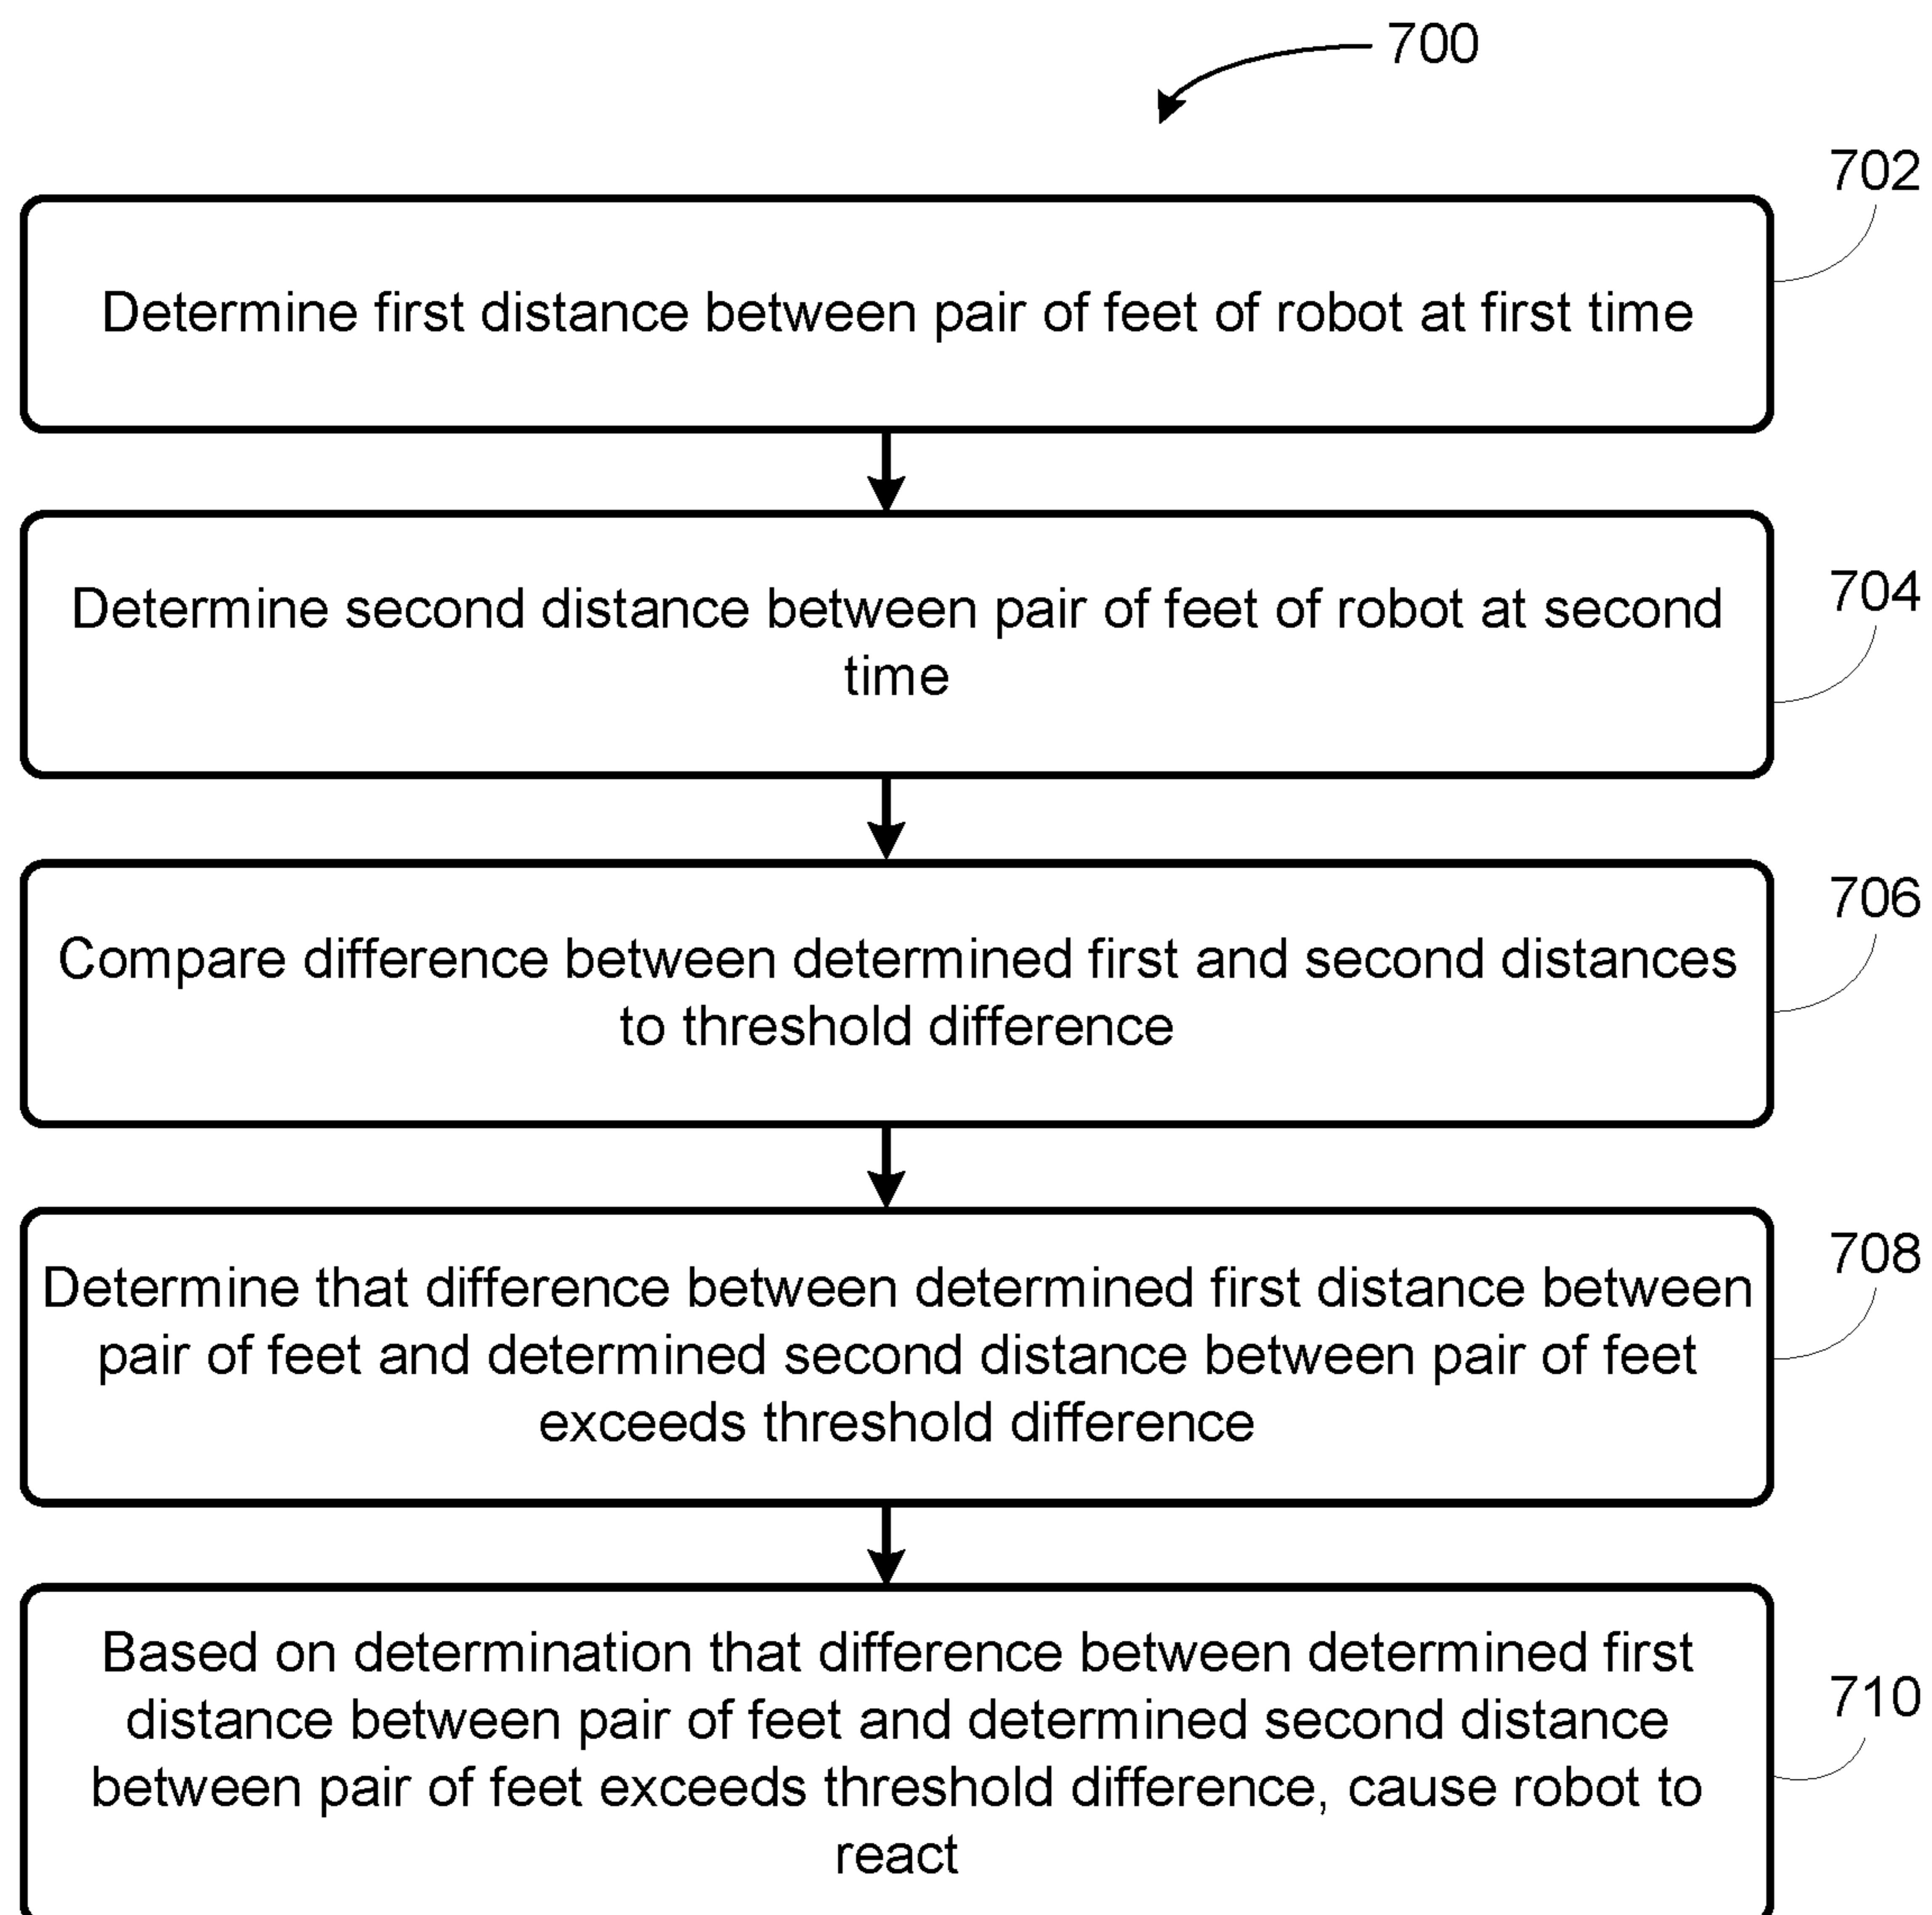 700
702
Determine first distance between pair of feet of robot at first time
704
Determine second distance between pair of feet of robot at second
time
706
Compare difference between determined first and second distances
to threshold difference
708
Determine that difference between determined first distance between
pair of feet and determined second distance between pair of feet
exceeds threshold difference
710
Based on determination that difference between determined first
distance between pair of feet and determined second distance
between pair of feet exceeds threshold difference, cause robot to
react